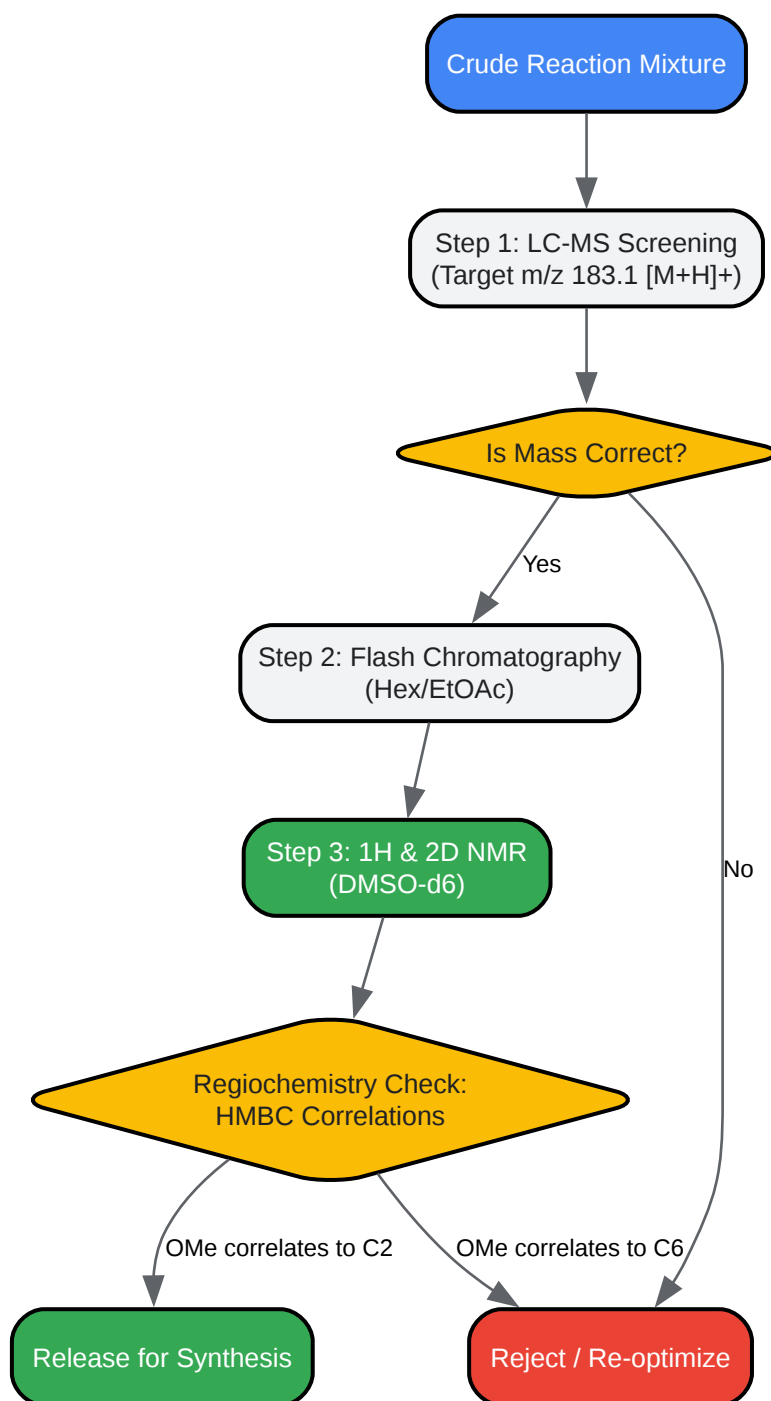 Crude Reaction Mixture
Step 1: LC-MS Screening
(Target m/z 183.1 [M+H]+)
Is Mass Correct?
Yes
Step 2: Flash Chromatography
(Hex/EtOAc)
Step 3: 1H & 2D NMR
(DMSO-d6)
No
Regiochemistry Check:
HMBC Correlations
OMe correlates to C2
OMe correlates to C6
Release for Synthesis
Reject / Re-optimize